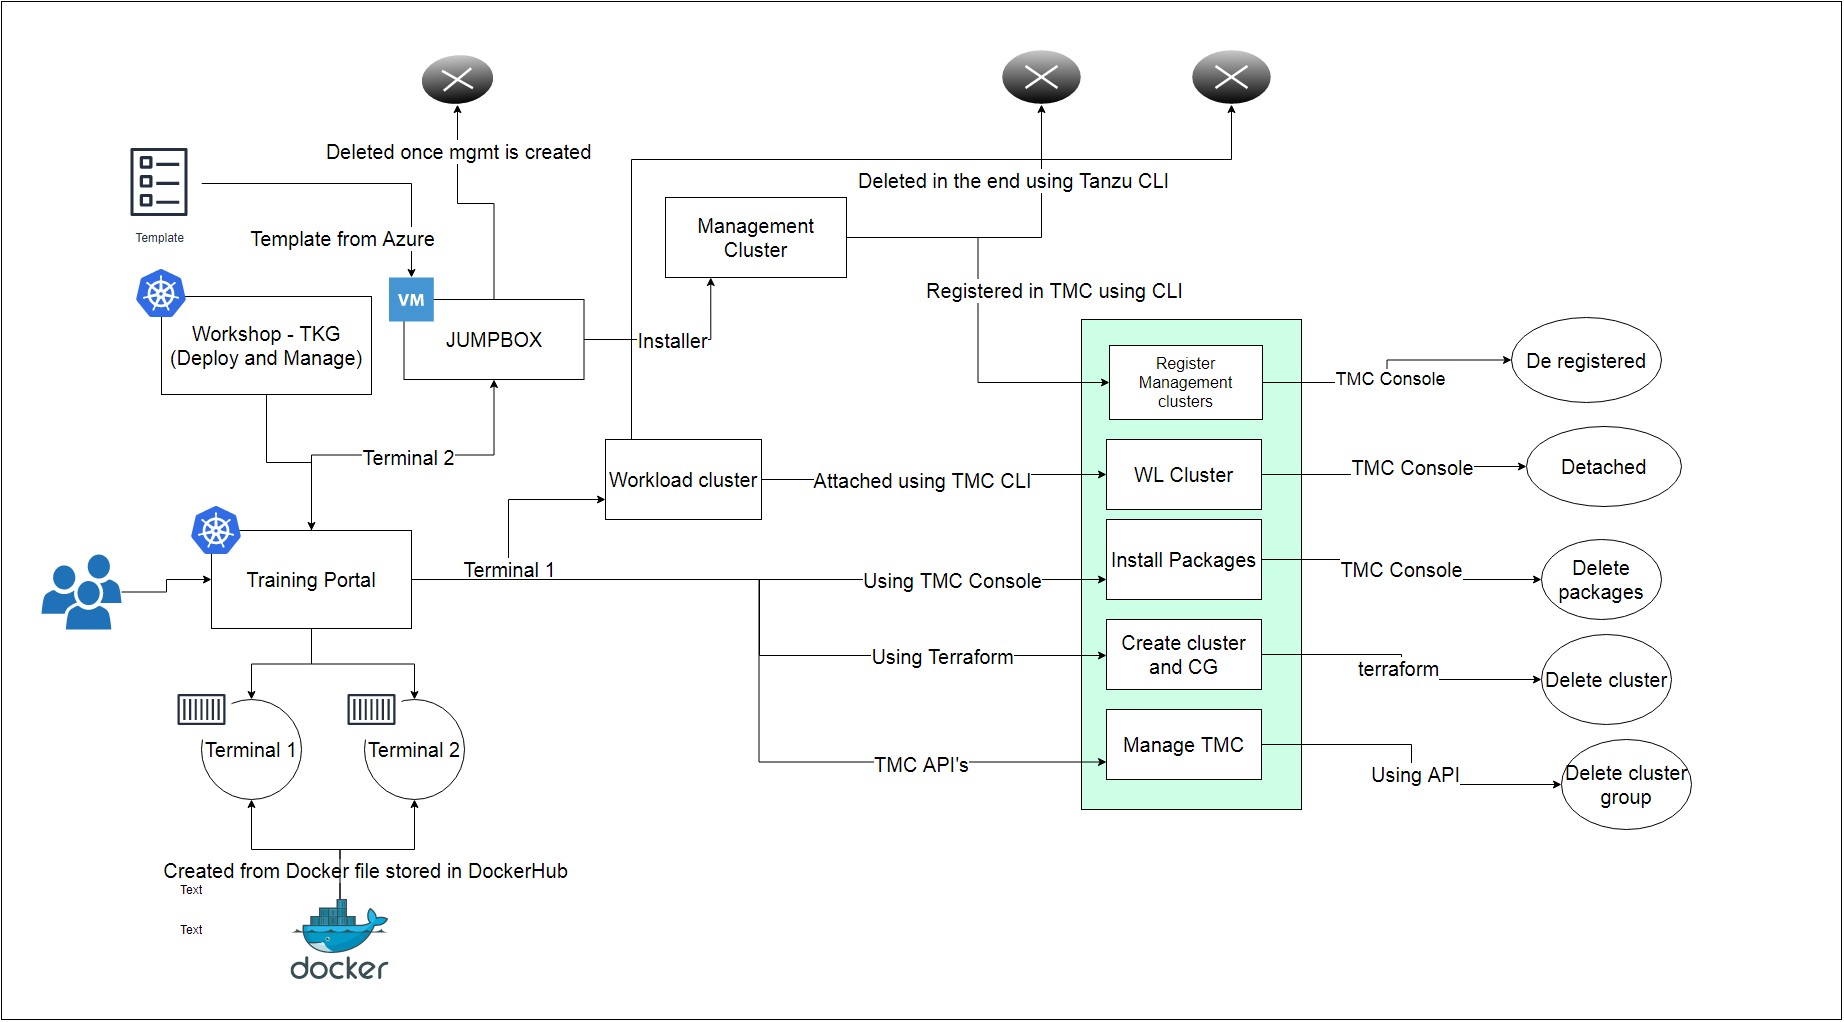 Deleted once mgmt is created
Deleted in the end using Tanzu CLI
Template
Template from Azure
Management
Cluster
VM
JUMPBOX
Installer
Registered in TMC using CLI
Workshop - TKG
(Deploy and Manage)
Register
Management
clusters
TMC Console
De registered
Terminal 2
Workload cluster
Attached using TMC CLI
WL Cluster
TMC Console
Detached
Training Portal
Terminal 1
Using TMC Console
Install Packages
TMC Console
Delete
packages
Using Terraform
Create cluster
and CG
terraform
Delete cluster
Terminal 1
Terminal 2
TMC API's
Manage TMC
Using API
Delete cluster
group
Created from Docker file stored in DockerHub
Text
Text
docker